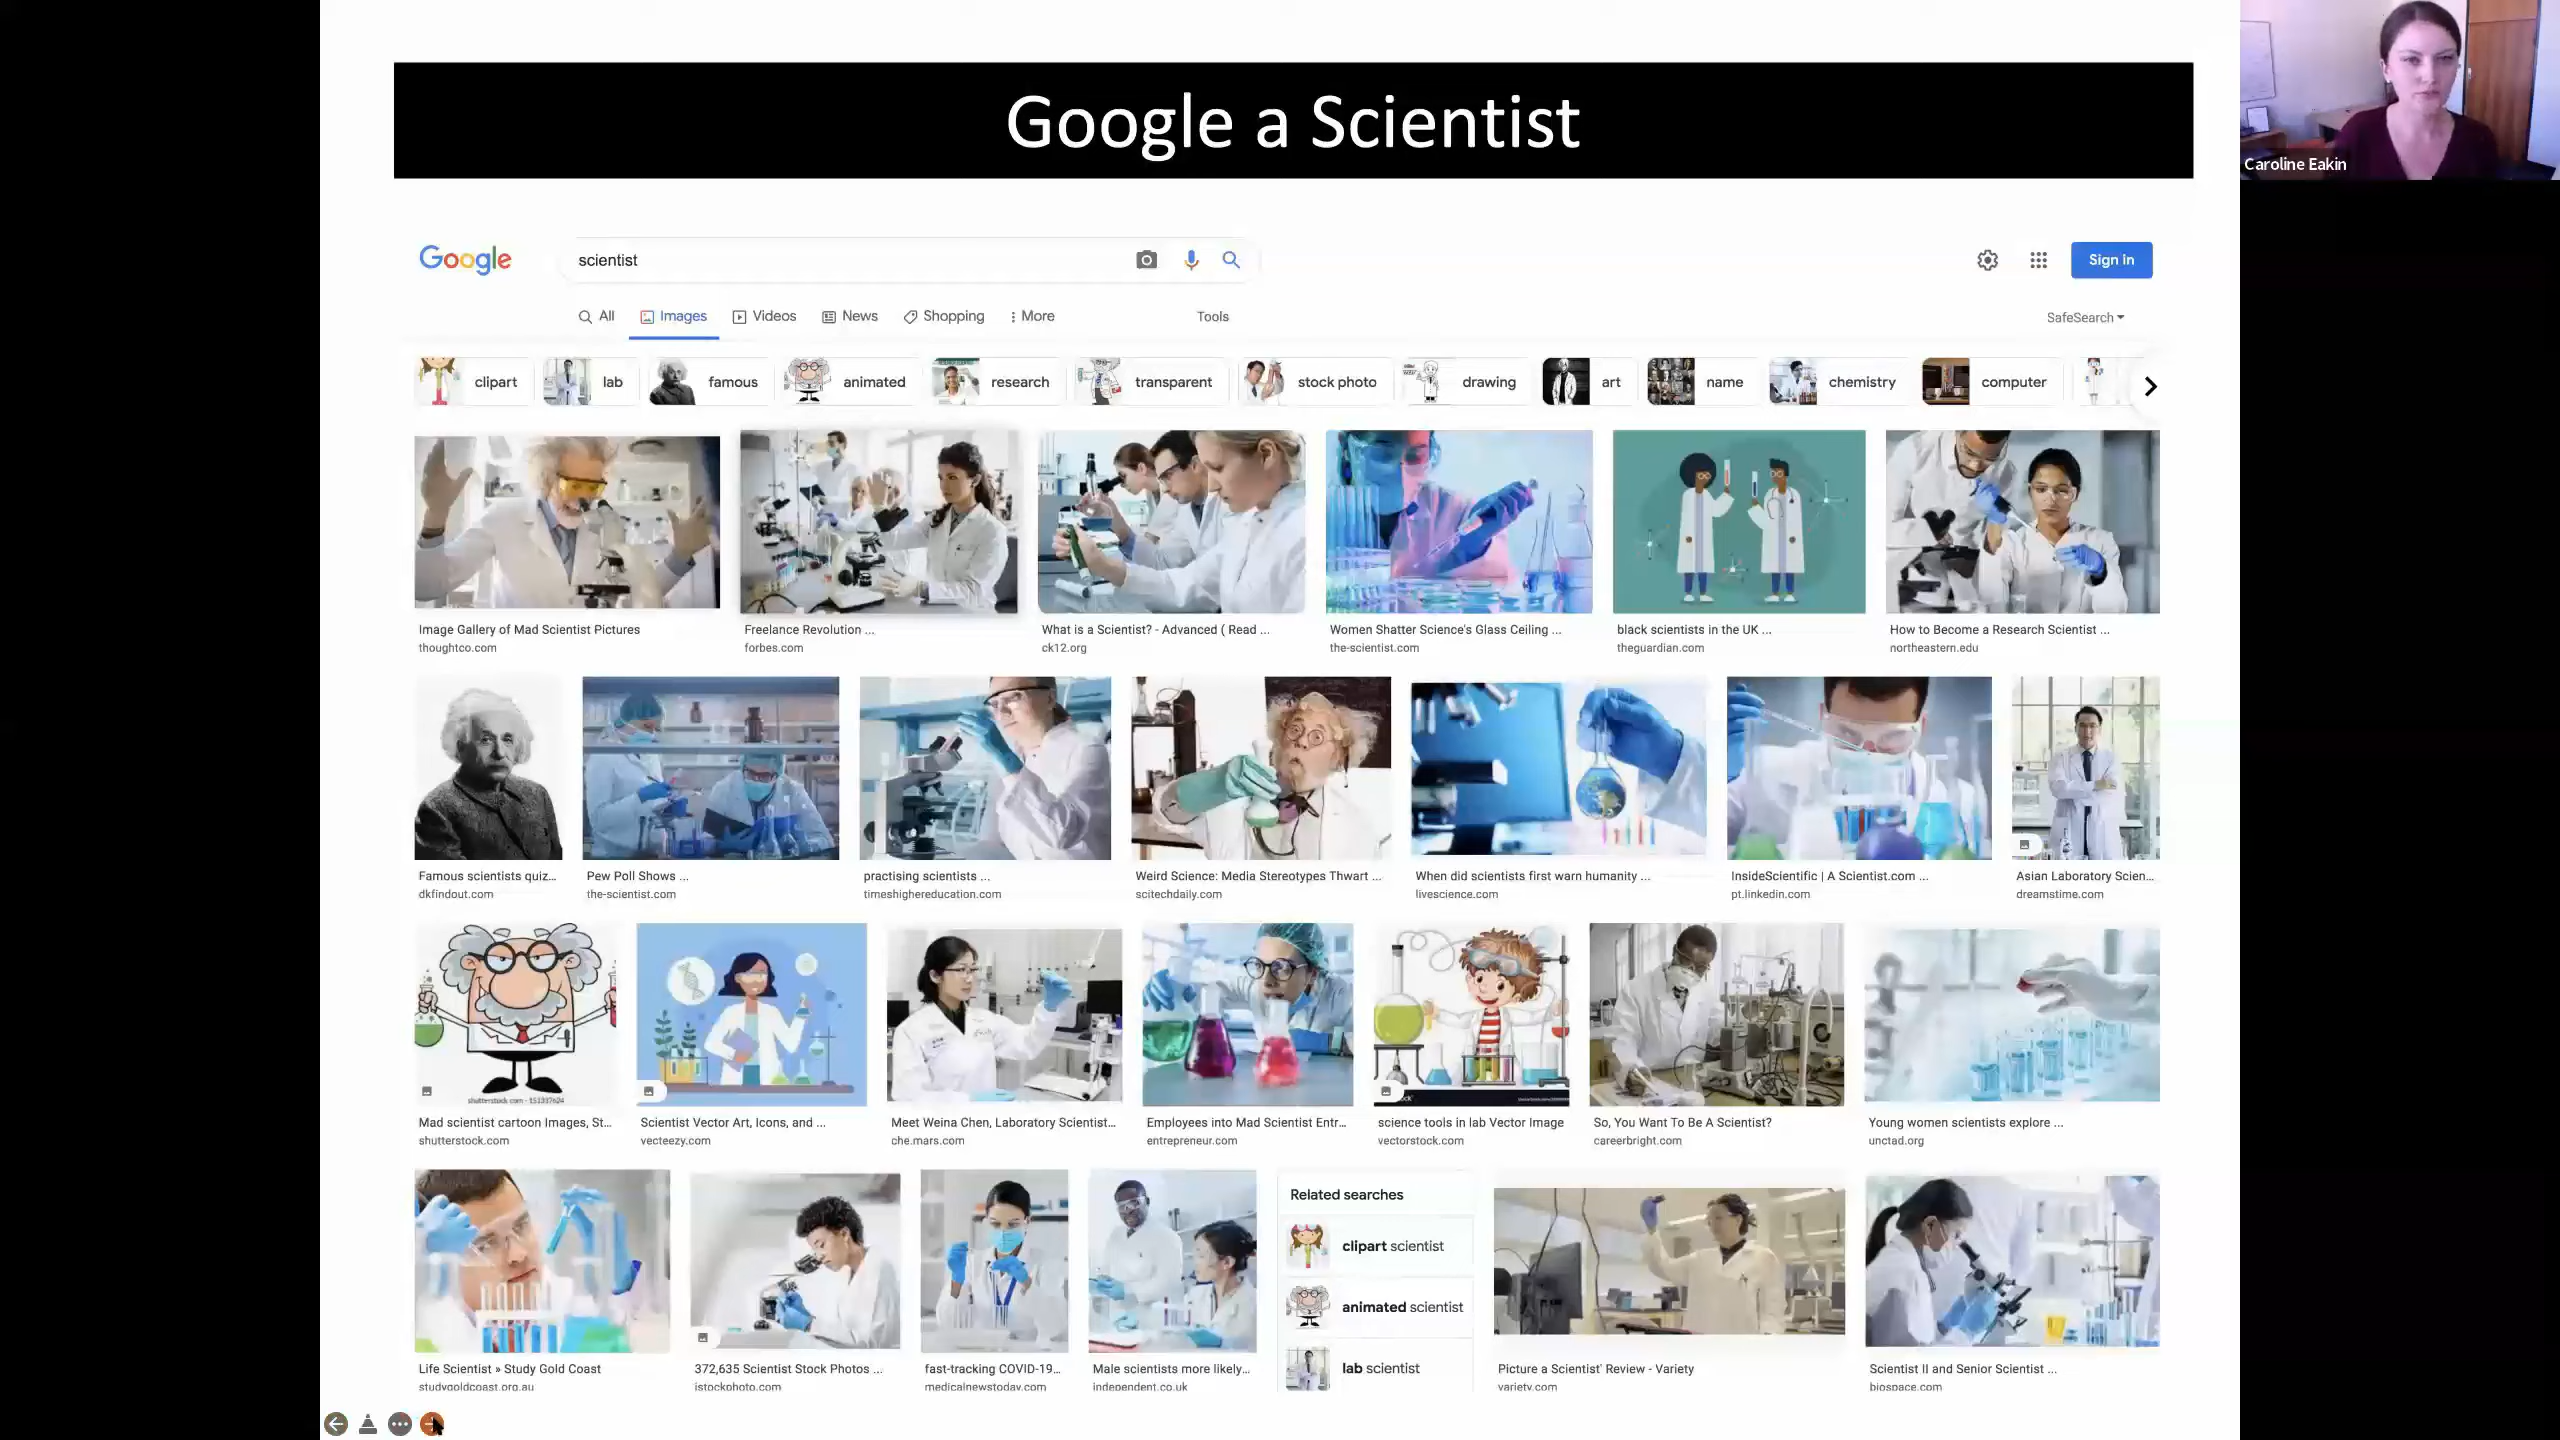 Google a Scientist
Caroline Eakin
Google
scientist
Sign in
All
Images
Videos
News
Shopping
More
Tools
SafeSearch
clipart
lab
famous
animated
research
transparent
stock photo
drawing
art
name
chemistry
computer
Image Gallery of Mad Scientist Pictures
thoughtco.com
Freelance Revolution ...
forbes.com
What is a Scientist? - Advanced ( Read ...
ck12.org
Women Shatter Science's Glass Ceiling ...
the-scientist.com
black scientists in the UK ...
theguardian.com
How to Become a Research Scientist ...
northeastern.edu
Famous scientists quiz...
dkfindout.com
Pew Poll Shows ...
the-scientist.com
practising scientists ...
timeshighereducation.com
Weird Science: Media Stereotypes Thwart ...
scitechdaily.com
When did scientists first warn humanity ...
livescience.com
InsideScientific | A Scientist.com ...
pt.linkedin.com
Asian Laboratory Scien...
dreamstime.com
shutterstock.com · 151337624
Mad scientist cartoon Images, St...
shutterstock.com
Scientist Vector Art, Icons, and ...
vecteezy.com
Meet Weina Chen, Laboratory Scientist...
che.mars.com
Employees into Mad Scientist Entr...
entrepreneur.com
science tools in lab Vector Image
vectorstock.com
So, You Want To Be A Scientist?
careerbright.com
Young women scientists explore ...
unctad.org
Life Scientist » Study Gold Coast
studygoldcoast.org.au
372,635 Scientist Stock Photos ...
istockphoto.com
fast-tracking COVID-19...
medicalnewstoday.com
Male scientists more likely...
independent.co.uk
Related searches
clipart scientist
animated scientist
lab scientist
Picture a Scientist' Review - Variety
variety.com
Scientist II and Senior Scientist ...
biospace.com